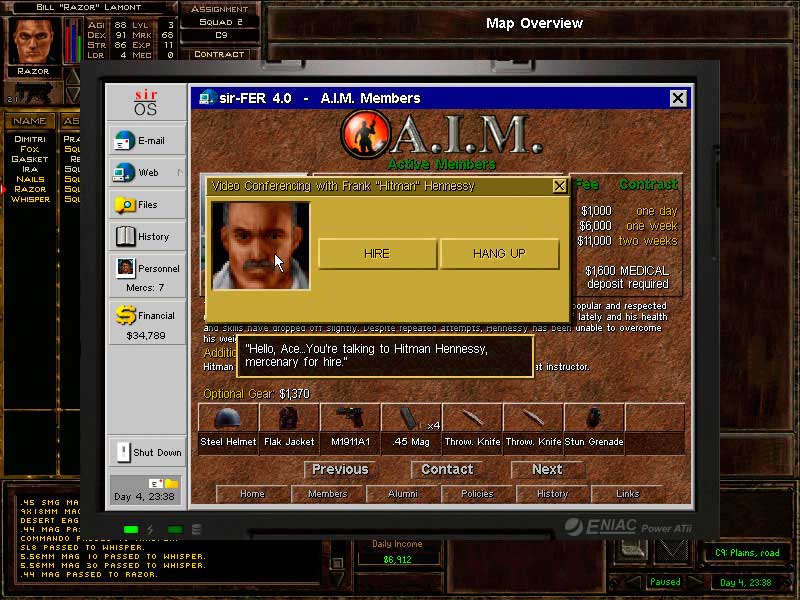 BILL "RAZOR" LAMONT
ASSIGNMENT
SQUAD 2
C9
CONTRACT
AGI 88 LVL 3
DEX 91 MRK 68
STR 86 EXP 11
LDR 4 MEC 0
RAZOR
Map Overview
NAME
DIMITRI
FOX
GASKET
IRA
NAILS
RAZOR
WHISPER
sir
OS
E-mail
Web
Files
History
Personnel
Mercs: 7
Financial
$34,789
Shut Down
Day 4, 23:38
sir-FER 4.0 - A.I.M. Members
A.I.M.
Active Members
Fee Contract
$1,000 one day
$6,000 one week
$11,000 two weeks
$1,600 MEDICAL
deposit required
Video Conferencing with Frank "Hitman" Hennessy
HIRE
HANG UP
popular and respected
lately and his health
and skills have dropped off slightly. Despite repeated attempts, Hennessy has been unable to overcome
his
"Hello, Ace...You're talking to Hitman Hennessy,
mercenary for hire."
Hitman
instructor.
Optional Gear: $1,370
x4
Steel Helmet Flak Jacket M1911A1 .45 Mag Throw. Knife Throw. Knife Stun Grenade
Previous Contact Next
Home Members Alumni Policies History Links
ENIAC Power ATii
.45 SMG
9X18MM
DESERT
.44 MAG
COMMANDO
SL8 PASSED TO WHISPER.
5.56MM MAG 10 PASSED TO WHISPER.
5.56MM MAG 30 PASSED TO WHISPER.
.44 MAG PASSED TO RAZOR.
Daily Income
$6,912
C9: Plains, road
Paused
Day 4, 23:38